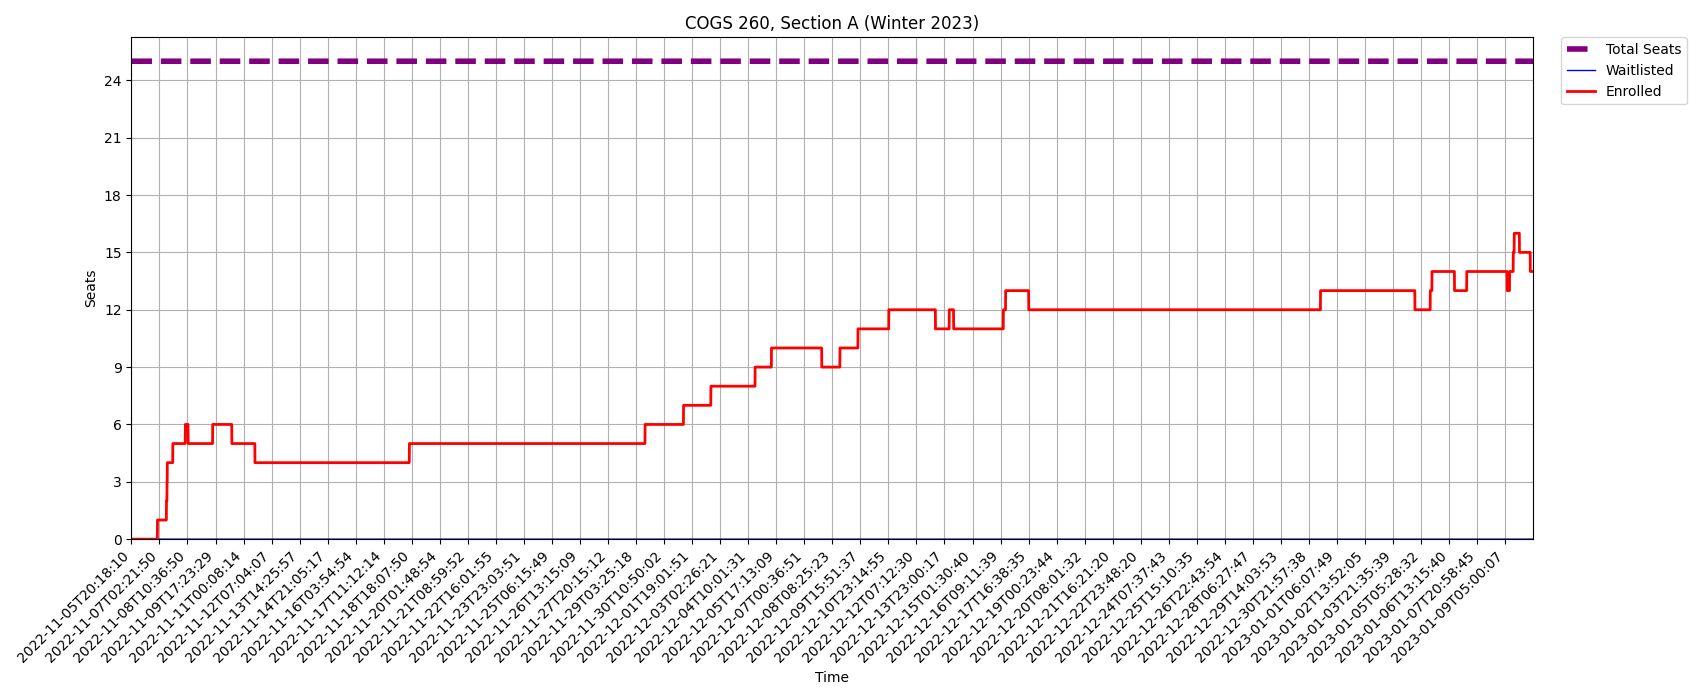 COGS 260, Section A (Winter 2023)
Total Seats
Waitlisted
Enrolled
Seats
24
21
18
15
12
9
6
3
0
2022-11-05T20:18:10
2022-11-07T02:21:50
2022-11-08T10:36:50
2022-11-09T17:23:29
2022-11-11T00:08:14
2022-11-12T07:04:07
2022-11-13T14:25:57
2022-11-14T21:05:17
2022-11-16T03:54:54
2022-11-17T11:12:14
2022-11-18T18:07:50
2022-11-20T01:48:54
2022-11-21T08:59:52
2022-11-22T16:01:55
2022-11-23T23:03:51
2022-11-25T06:15:49
2022-11-26T13:15:09
2022-11-27T20:15:12
2022-11-29T03:25:18
2022-11-30T10:50:02
2022-12-01T19:01:51
2022-12-03T02:26:21
2022-12-04T10:01:31
2022-12-05T17:13:09
2022-12-07T00:36:51
2022-12-08T08:25:23
2022-12-09T15:51:37
2022-12-10T23:14:55
2022-12-12T07:12:30
2022-12-13T23:00:17
2022-12-15T01:30:40
2022-12-16T09:11:39
2022-12-17T16:38:35
2022-12-19T00:23:44
2022-12-20T08:01:32
2022-12-21T16:21:20
2022-12-22T23:48:20
2022-12-24T07:37:43
2022-12-25T15:10:35
2022-12-26T22:43:54
2022-12-28T06:27:47
2022-12-29T14:03:53
2022-12-30T21:57:38
2023-01-01T06:07:49
2023-01-02T13:52:05
2023-01-03T21:35:39
2023-01-05T05:28:32
2023-01-06T13:15:40
2023-01-07T20:58:45
2023-01-09T05:00:07
Time